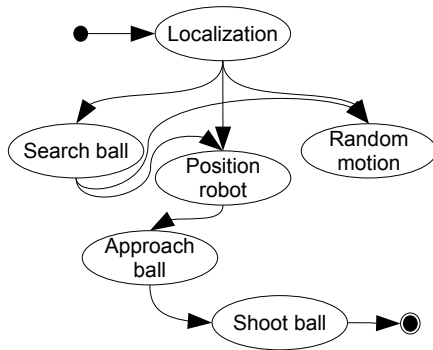 Localization
Search ball
Position
robot
Random
motion
Approach
ball
Shoot ball